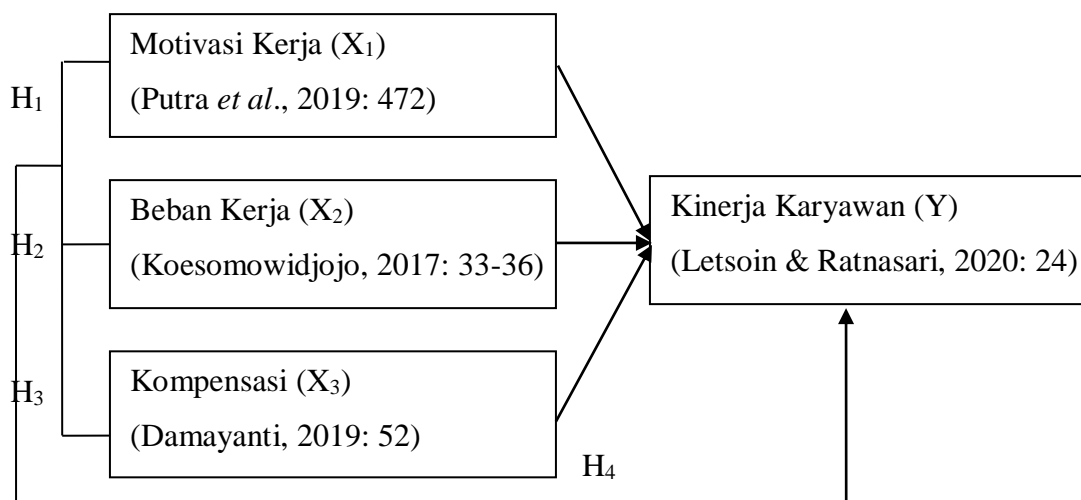 Motivasi Kerja (X₁)
(Putra et al., 2019: 472)
H₁
Beban Kerja (X₂)
(Koesomowidjojo, 2017: 33-36)
H₂
Kinerja Karyawan (Y)
(Letsoin & Ratnasari, 2020: 24)
Kompensasi (X₃)
(Damayanti, 2019: 52)
H₃
H₄